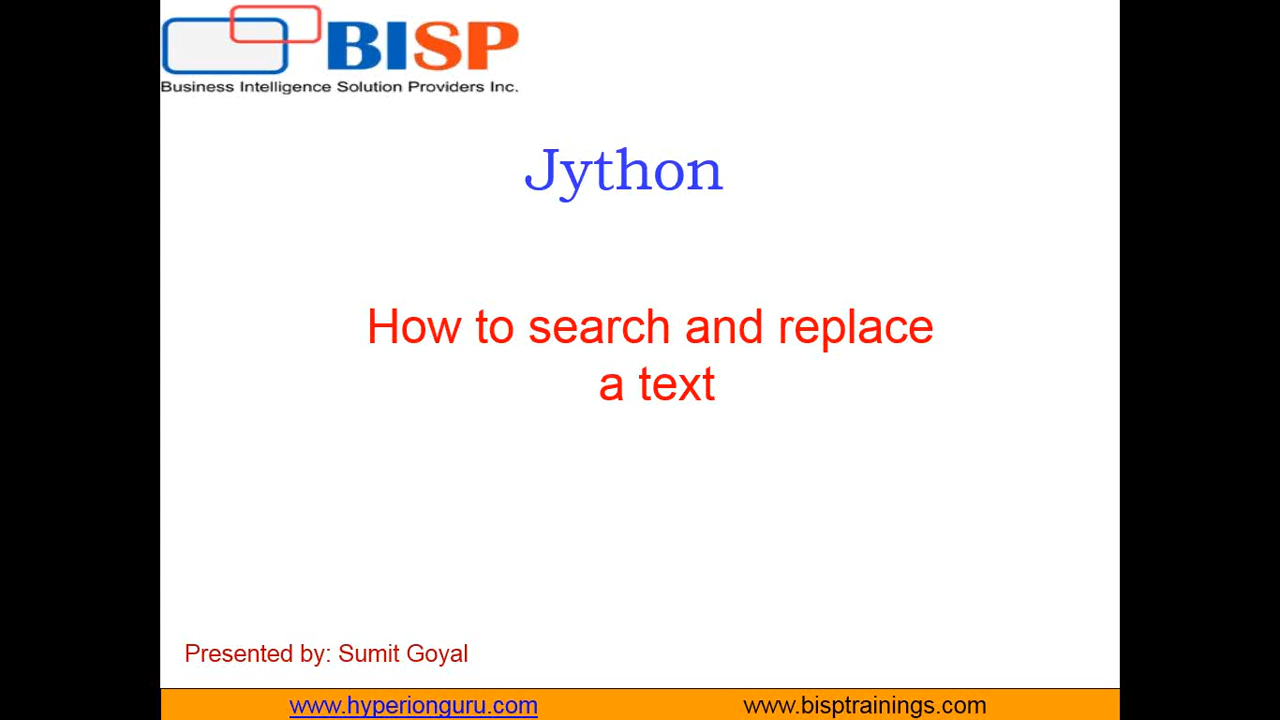 BISP
Business Intelligence Solution Providers Inc.
Jython
How to search and replace
a text
Presented by: Sumit Goyal
www.hyperionguru.com
www.bisptrainings.com